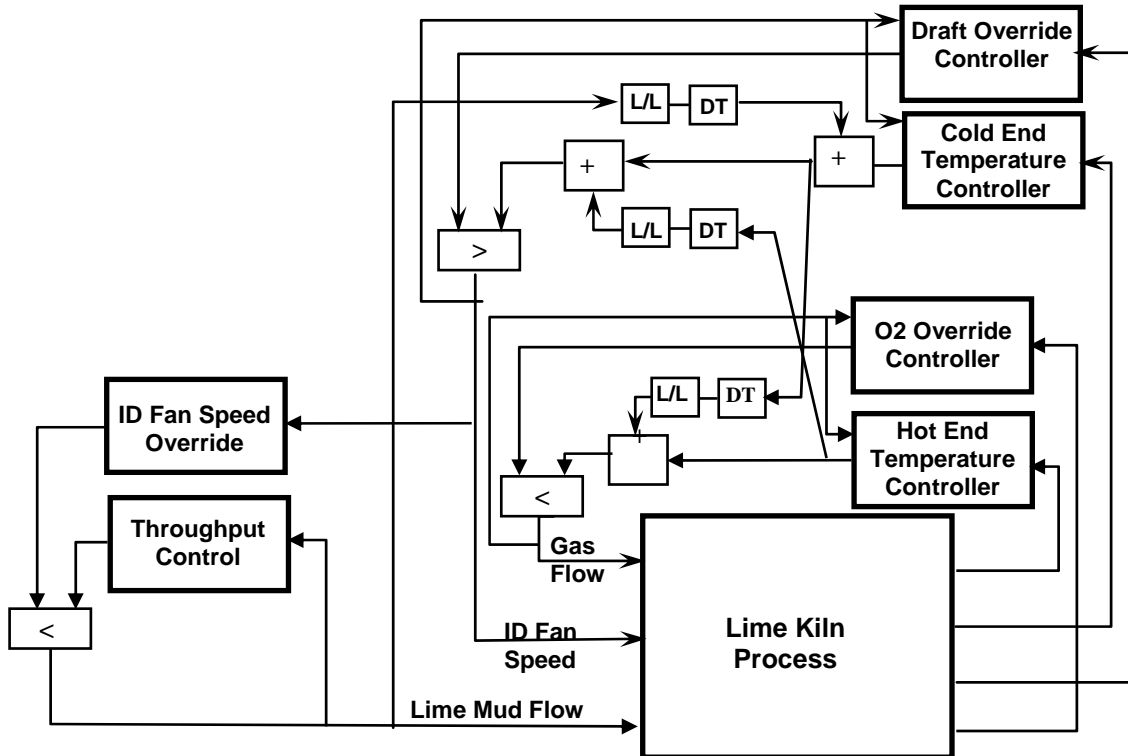 Draft Override
Controller
L/L
DT
Cold End
Temperature
Controller
+
+
L/L
DT
>
O2 Override
Controller
L/L
DT
ID Fan Speed
Override
+
Hot End
Temperature
Controller
<
Throughput
Control
Gas
Flow
<
ID Fan
Speed
Lime Kiln
Process
Lime Mud Flow